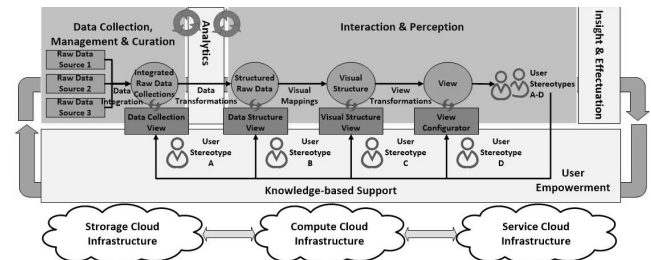 Data Collection,
Management & Curation
Analytics
Interaction & Perception
Insight & Effectuation
Raw Data
Source 1
Raw Data
Source 2
Raw Data
Source 3
Data
Integration
Integrated
Raw Data
Collections
Data
Transformations
Structured
Raw Data
Visual
Mappings
Visual
Structure
View
Transformations
View
User
Stereotypes
A-D
Data Collection
View
Data Structure
View
Visual Structure
View
View
Configurator
User
Stereotype
A
User
Stereotype
B
User
Stereotype
C
User
Stereotype
D
Knowledge-based Support
User
Empowerment
Strorage Cloud
Infrastructure
Compute Cloud
Infrastructure
Service Cloud
Infrastructure